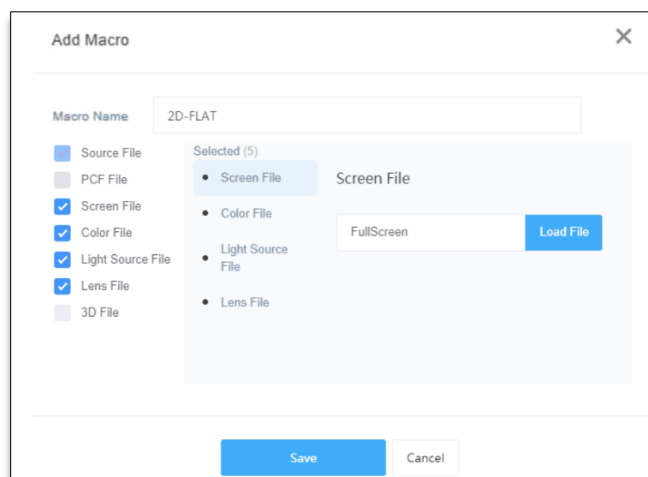 Add Macro
Macro Name
2D-FLAT
Source File
PCF File
Screen File
Color File
Light Source File
Lens File
3D File
Selected (5)
Screen File
Color File
Light Source
File
Lens File
Screen File
FullScreen
Load File
Save
Cancel